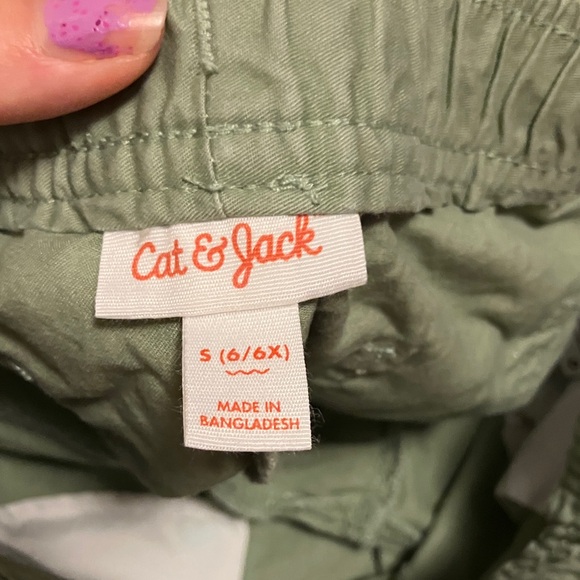 Cat & Jack
S (6/6X)
MADE IN
BANGLADESH